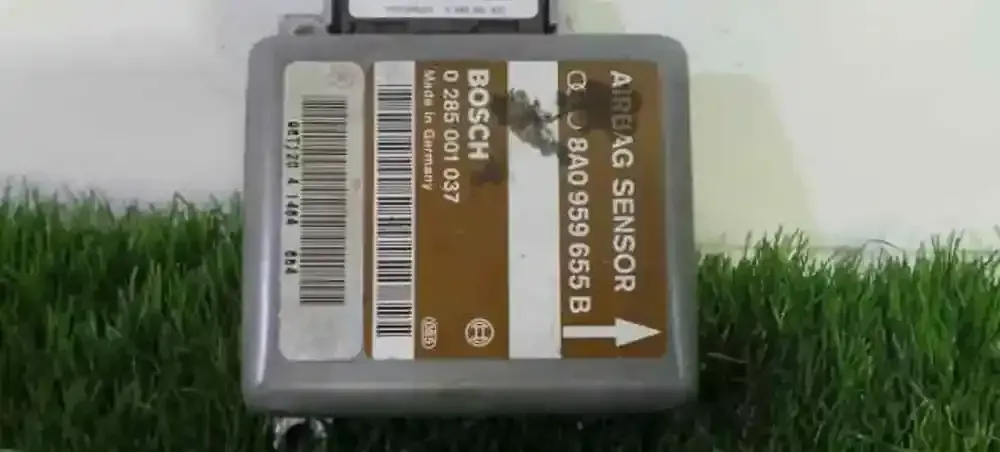 AIRBAG SENSOR
8A0 959 655 B
BOSCH
0 285 001 037
Made in Germany